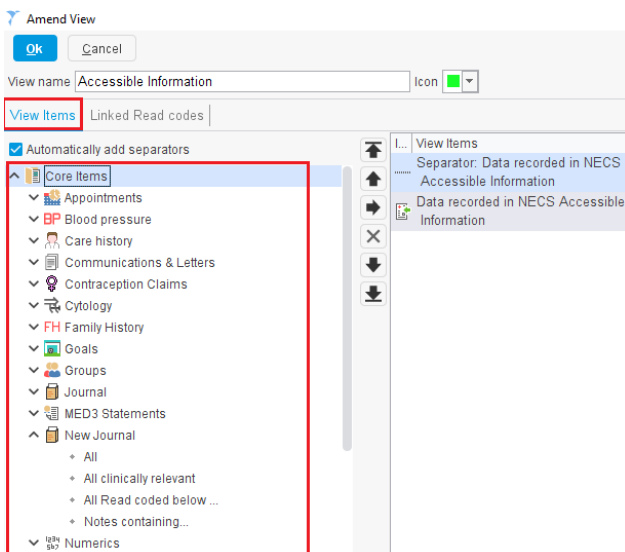 Amend View
Ok Cancel
View name Accessible Information Icon
View Items Linked Read codes
Automatically add separators
Core Items
Appointments
BP Blood pressure
Care history
Communications & Letters
Contraception Claims
Cytology
FH Family History
Goals
Groups
Journal
MED3 Statements
New Journal
All
All clinically relevant
All Read coded below ...
Notes containing...
Numerics
I... View Items
Separator: Data recorded in NECS
Accessible Information
Data recorded in NECS Accessible
Information